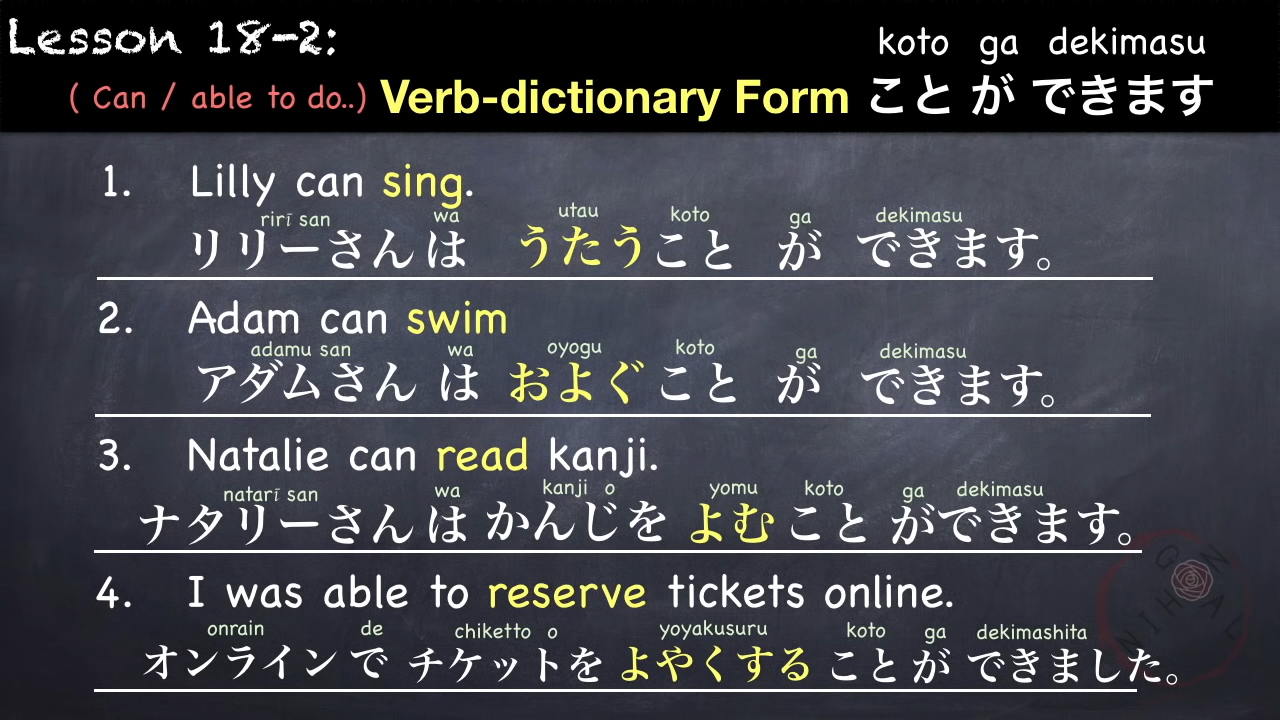 Lesson 18-2:
koto ga dekimasu
( Can / able to do..) Verb-dictionary Form ことが できます
1. Lilly can sing.
ririī san wa utau koto ga dekimasu
リリーさんは うたうこと が できます。
2. Adam can swim
adamu san wa oyogu koto ga dekimasu
アダムさん は およぐ こと が できます。
3. Natalie can read kanji.
natarī san wa kanji o yomu koto ga dekimasu
ナタリーさんは かんじを よむ こと ができます。
4. I was able to reserve tickets online.
onrain de chiketto o yoyakusuru koto ga dekimashita
オンライン で チケットを よやくする ことが できました。
NIHONGONAL